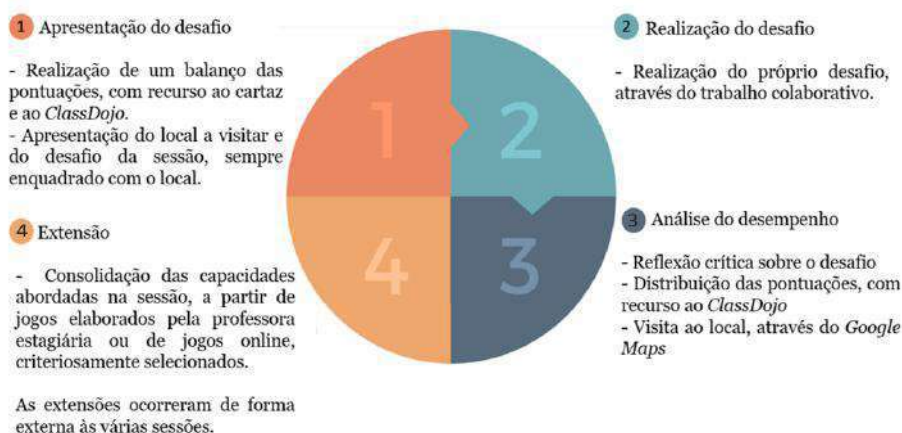 1 Apresentação do desafio
- Realização de um balanço das
pontuações, com recurso ao cartaz
e ao ClassDojo.
- Apresentação do local a visitar e
do desafio da sessão, sempre
enquadrado com o local.
2 Realização do desafio
- Realização do próprio desafio,
através do trabalho colaborativo.
1
2
3
4
3 Análise do desempenho
- Reflexão crítica sobre o desafio
- Distribuição das pontuações, com
recurso ao ClassDojo
- Visita ao local, através do Google
Maps
4 Extensão
- Consolidação das capacidades
abordadas na sessão, a partir de
jogos elaborados pela professora
estagiária ou de jogos online,
criteriosamente selecionados.
As extensões ocorreram de forma
externa às várias sessões.